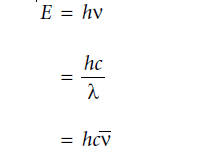 E = hν
= hc/λ
= hcν̅